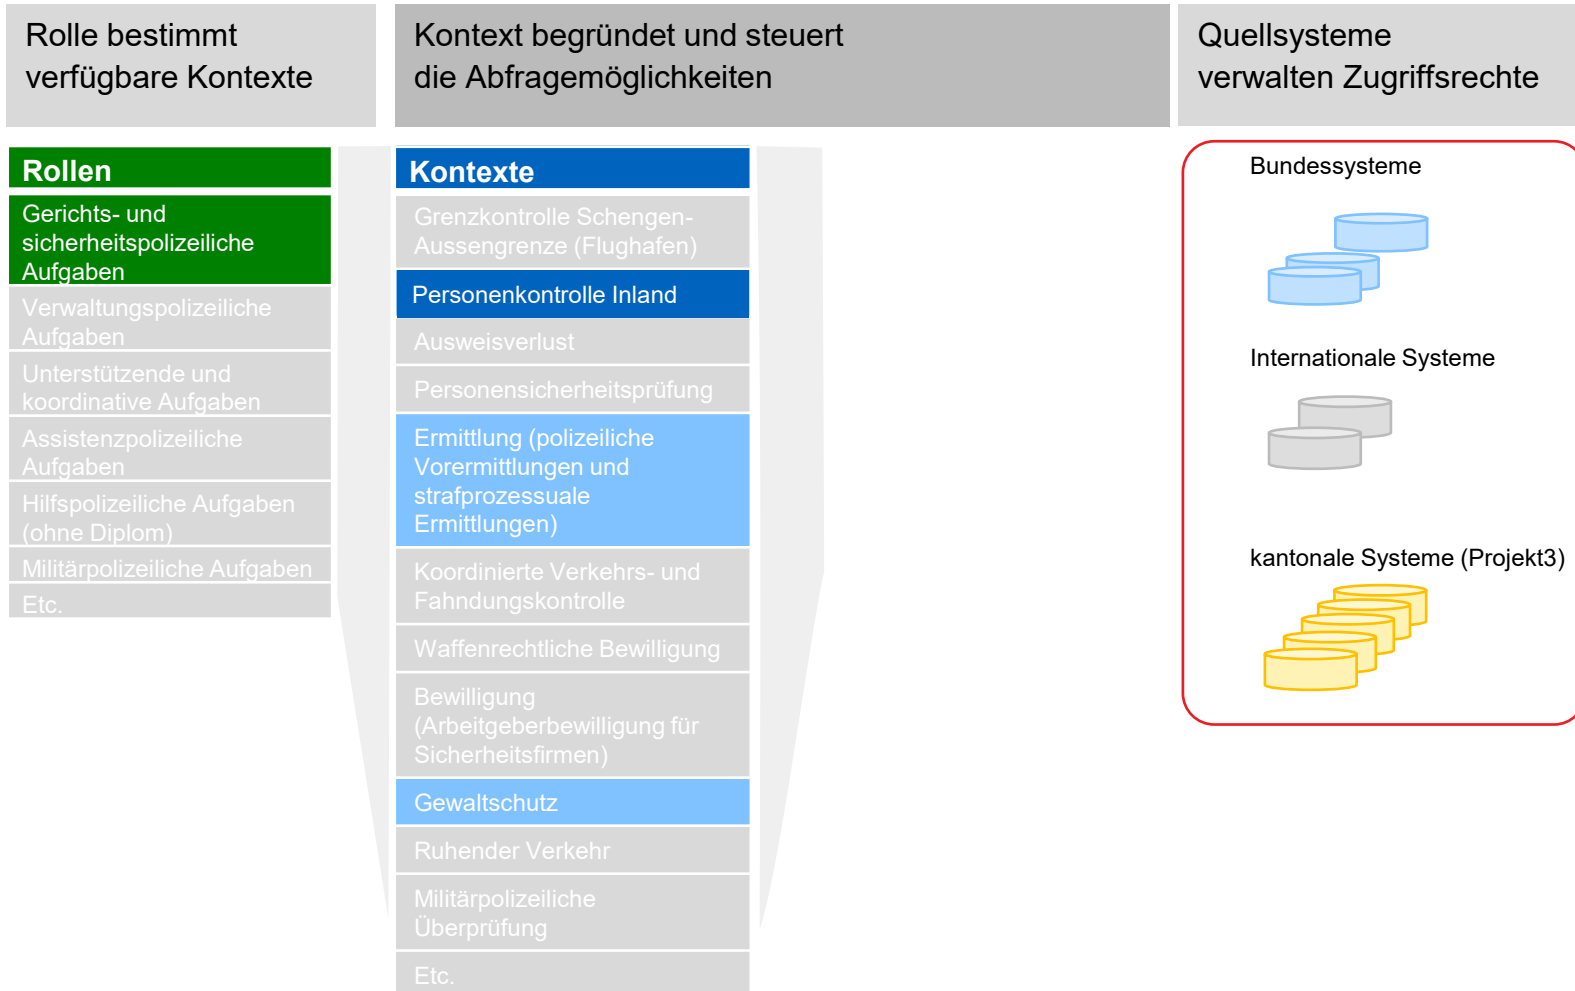 Rolle bestimmt
verfügbare Kontexte
Kontext begründet und steuert
die Abfragemöglichkeiten
Quellsysteme
verwalten Zugriffsrechte
Rollen
Gerichts- und
sicherheitspolizeiliche
Aufgaben
Verwaltungspolizeiliche
Aufgaben
Unterstützende und
koordinative Aufgaben
Assistenzpolizeiliche
Aufgaben
Hilfspolizeiliche Aufgaben
(ohne Diplom)
Militärpolizeiliche Aufgaben
Etc.
Kontexte
Grenzkontrolle Schengen-
Aussengrenze (Flughafen)
Personenkontrolle Inland
Ausweisverlust
Personensicherheitsprüfung
Ermittlung (polizeiliche
Vorermittlungen und
strafprozessuale
Ermittlungen)
Koordinierte Verkehrs- und
Fahndungskontrolle
Waffenrechtliche Bewilligung
Bewilligung
(Arbeitgeberbewilligung für
Sicherheitsfirmen)
Gewaltschutz
Ruhender Verkehr
Militärpolizeiliche
Überprüfung
Etc.
Bundessysteme
Internationale Systeme
kantonale Systeme (Projekt3)